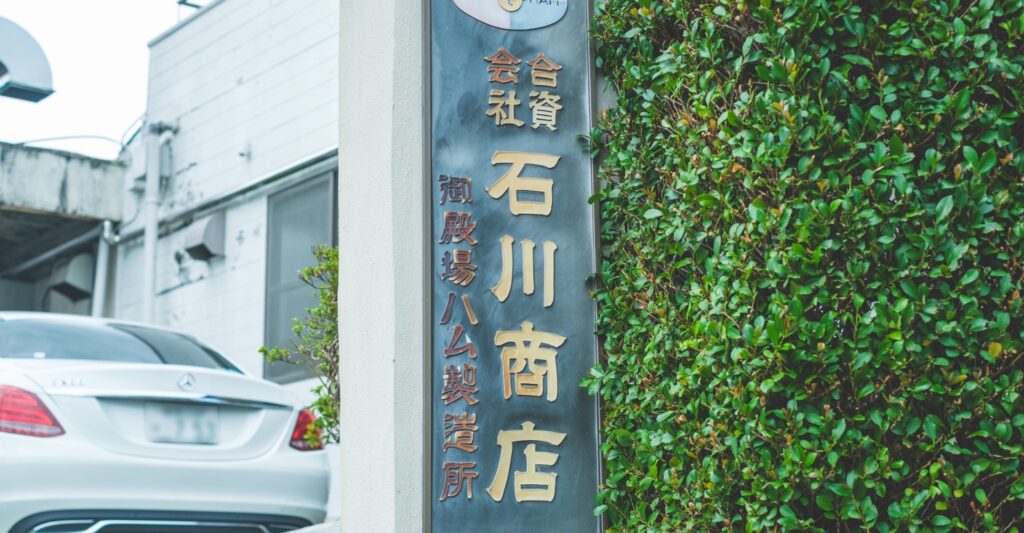 合資
会社
石川商店
御殿場ハム製造所